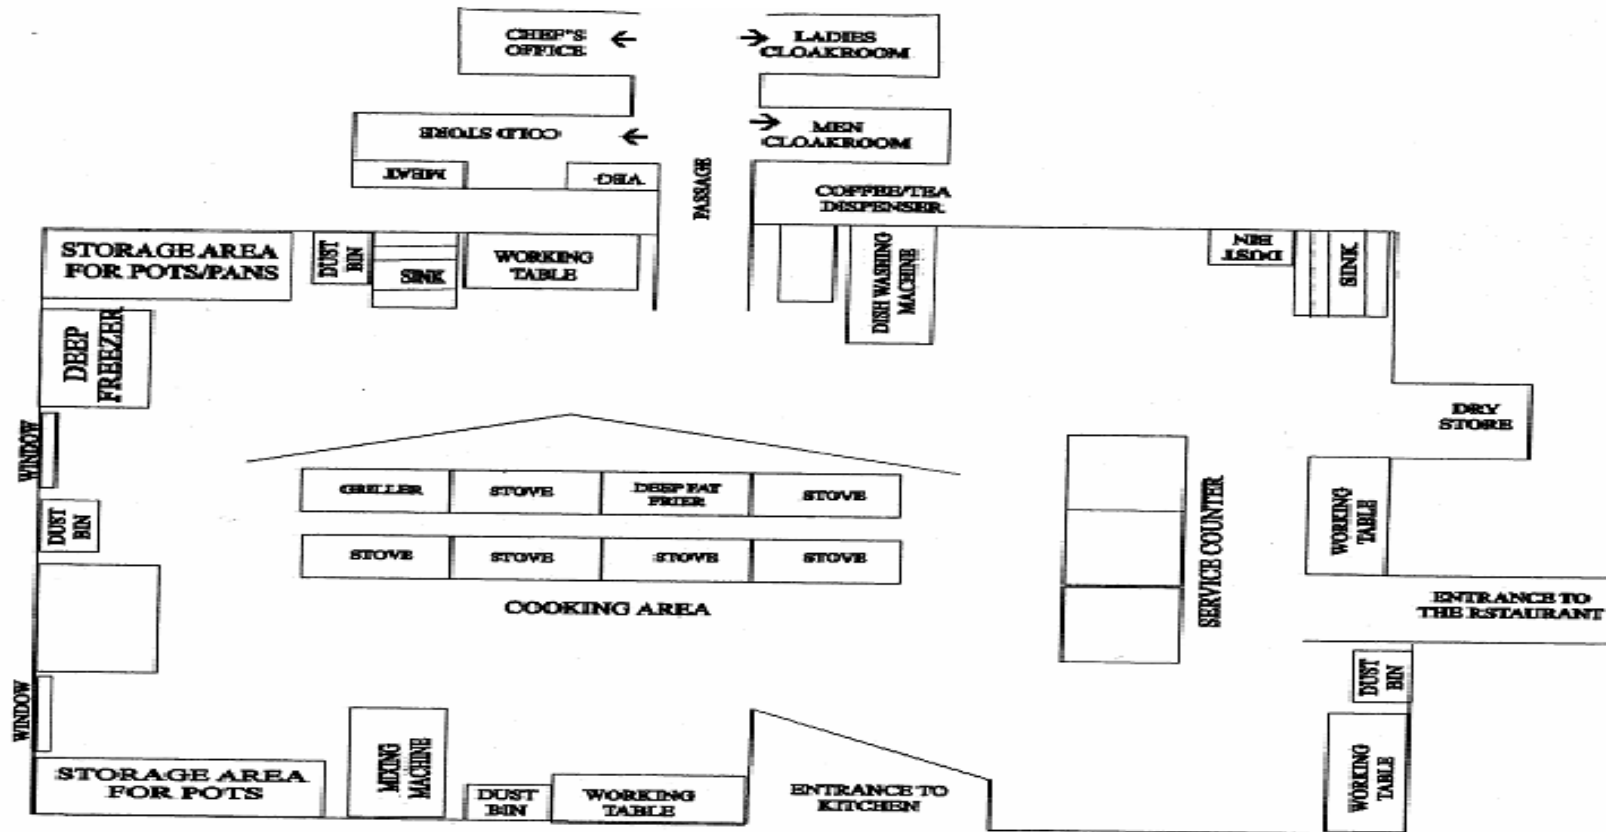 CHEF"S
OFFICE
LADIES
CLOAKROOM
COLD STORE
MEN
CLOAKROOM
MEAT
VEG
PASSAGE
COFFEE/TEA
DISPENSER
STORAGE AREA
FOR POTS/PANS
DUST
BIN
SINK
WORKING
TABLE
DISH WASHING
MACHINE
DUST
BIN
SINK
DEEP
FREEZER
DRY
STORE
WINDOW
GRILLER
STOVE
DEEP FAT
FRIER
STOVE
DUST
BIN
STOVE
STOVE
STOVE
STOVE
COOKING AREA
SERVICE COUNTER
WORKING
TABLE
ENTRANCE TO
THE RSTAURANT
WINDOW
DUST
BIN
STORAGE AREA
FOR POTS
MIXING
MACHINE
DUST
BIN
WORKING
TABLE
ENTRANCE TO
KITCHEN
WORKING
TABLE